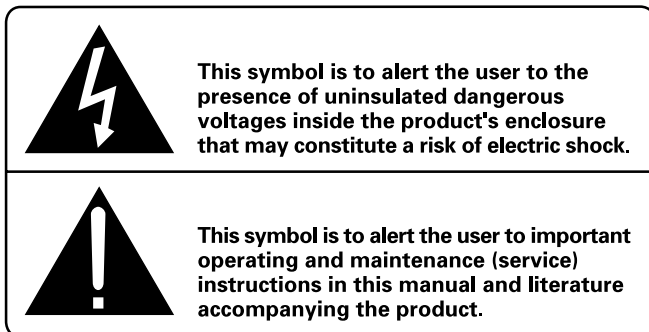 This symbol is to alert the user to the
presence of uninsulated dangerous
voltages inside the product's enclosure
that may constitute a risk of electric shock.
This symbol is to alert the user to important
operating and maintenance (service)
instructions in this manual and literature
accompanying the product.